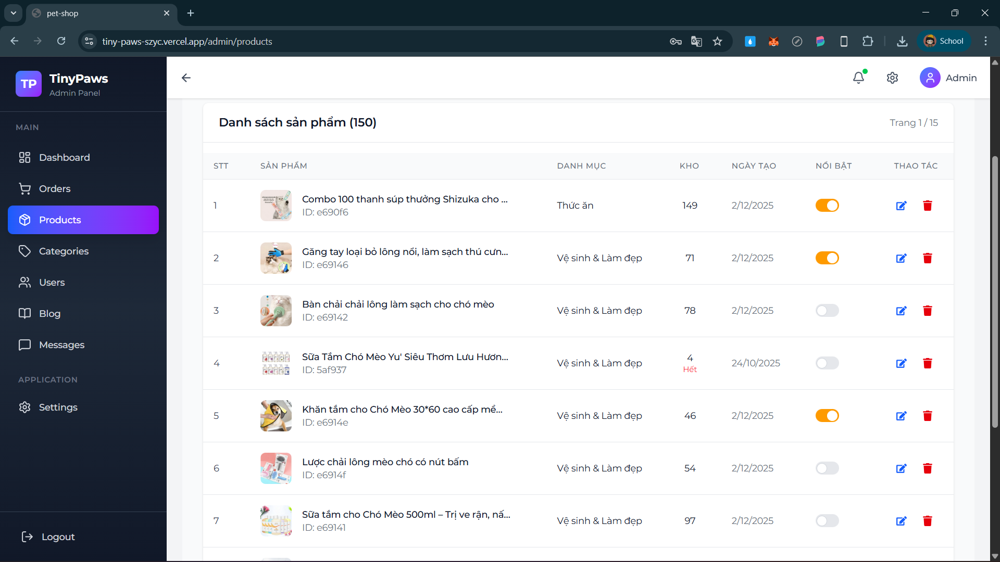 pet-shop
tiny-paws-szyc.vercel.app/admin/products
School
TP
TinyPaws
Admin Panel
Admin
MAIN
Dashboard
Orders
Products
Categories
Users
Blog
Messages
APPLICATION
Settings
Logout
Danh sách sản phẩm (150)
Trang 1 / 15
STT SẢN PHẨM DANH MỤC KHO NGÀY TẠO NỔI BẬT THAO TÁC
1 Combo 100 thanh súp thưởng Shizuka cho ... Thức ăn 149 2/12/2025
ID: e690f6
2 Găng tay loại bỏ lông nổi, làm sạch thú cưn... Vệ sinh & Làm đẹp 71 2/12/2025
ID: e69146
3 Bàn chải chải lông làm sạch cho chó mèo Vệ sinh & Làm đẹp 78 2/12/2025
ID: e69142
4 Sữa Tắm Chó Mèo Yu' Siêu Thơm Lưu Hươn... Vệ sinh & Làm đẹp 4 24/10/2025
ID: 5af937 Hết
5 Khăn tắm cho Chó Mèo 30*60 cao cấp mề... Vệ sinh & Làm đẹp 46 2/12/2025
ID: e6914e
6 Lược chải lông mèo chó có nút bấm Vệ sinh & Làm đẹp 54 2/12/2025
ID: e6914f
7 Sữa tắm cho Chó Mèo 500ml – Trị ve rận, nấ... Vệ sinh & Làm đẹp 97 2/12/2025
ID: e69141